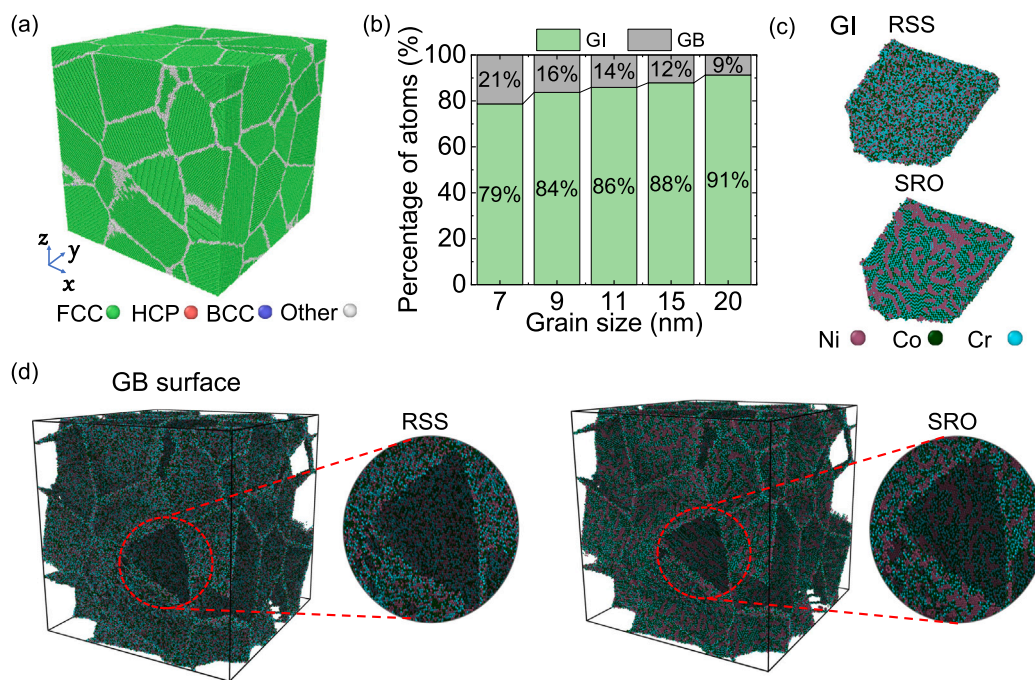 (a)
z
y
x
FCC HCP BCC Other
(b)
GI GB
Percentage of atoms (%)
100
80
60
40
20
0
21% 16% 14% 12% 9%
79% 84% 86% 88% 91%
7 9 11 15 20
Grain size (nm)
(c)
GI RSS
SRO
Ni Co Cr
(d)
GB surface
RSS
SRO